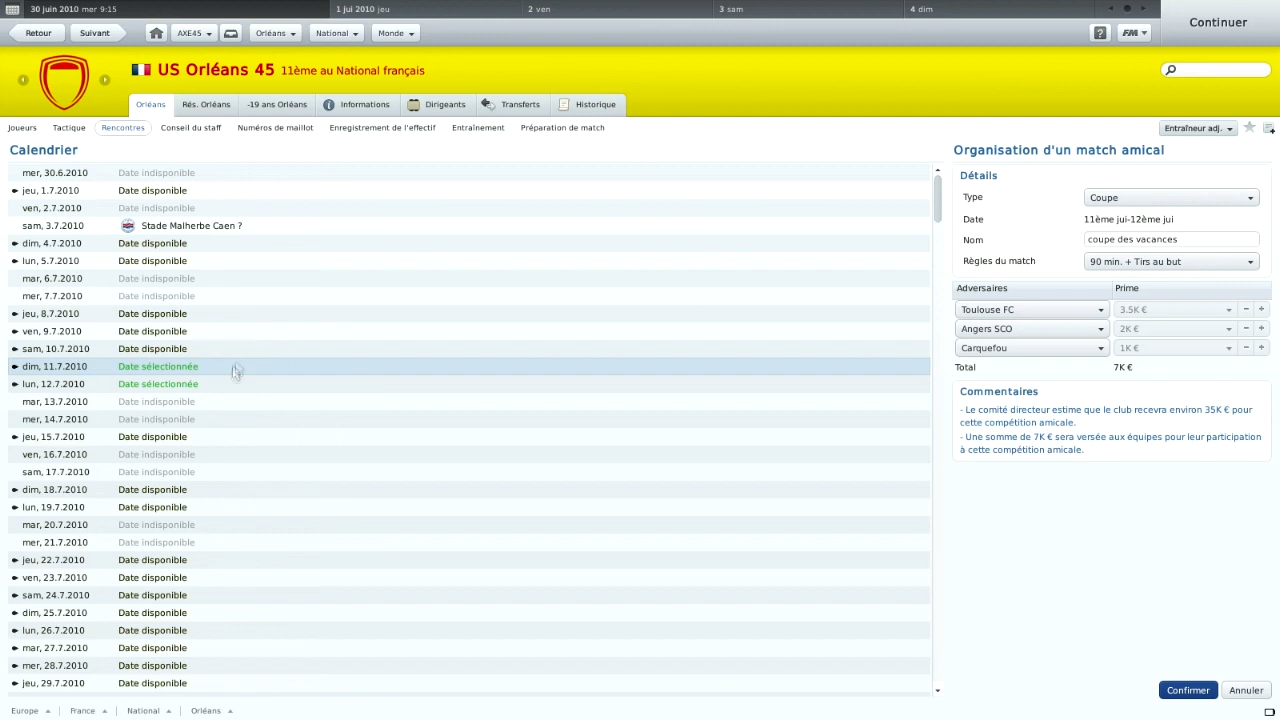 30 juin 2010 mer 9:15
1 jui 2010 jeu
2 ven
3 sam
4 dim
Continuer
Retour
Suivant
AXE45
Orléans
National
Monde
?
FM
US Orléans 45 11ème au National français
Orléans
Rés. Orléans
-19 ans Orléans
Informations
Dirigeants
Transferts
Historique
Joueurs
Tactique
Rencontres
Conseil du staff
Numéros de maillot
Enregistrement de l'effectif
Entraînement
Préparation de match
Entraîneur adj.
Calendrier
mer, 30.6.2010 Date indisponible
jeu, 1.7.2010 Date disponible
ven, 2.7.2010 Date indisponible
sam, 3.7.2010 Stade Malherbe Caen ?
dim, 4.7.2010 Date disponible
lun, 5.7.2010 Date disponible
mar, 6.7.2010 Date indisponible
mer, 7.7.2010 Date indisponible
jeu, 8.7.2010 Date disponible
ven, 9.7.2010 Date disponible
sam, 10.7.2010 Date disponible
dim, 11.7.2010 Date sélectionnée
lun, 12.7.2010 Date sélectionnée
mar, 13.7.2010 Date indisponible
mer, 14.7.2010 Date indisponible
jeu, 15.7.2010 Date disponible
ven, 16.7.2010 Date indisponible
sam, 17.7.2010 Date indisponible
dim, 18.7.2010 Date disponible
lun, 19.7.2010 Date disponible
mar, 20.7.2010 Date indisponible
mer, 21.7.2010 Date indisponible
jeu, 22.7.2010 Date disponible
ven, 23.7.2010 Date disponible
sam, 24.7.2010 Date disponible
dim, 25.7.2010 Date disponible
lun, 26.7.2010 Date disponible
mar, 27.7.2010 Date disponible
mer, 28.7.2010 Date disponible
jeu, 29.7.2010 Date disponible
Organisation d'un match amical
Détails
Type Coupe
Date 11ème jui-12ème jui
Nom coupe des vacances
Règles du match 90 min. + Tirs au but
Adversaires Prime
Toulouse FC 3.5K € − +
Angers SCO 2K € − +
Carquefou 1K € − +
Total 7K €
Commentaires
- Le comité directeur estime que le club recevra environ 35K € pour
cette compétition amicale.
- Une somme de 7K € sera versée aux équipes pour leur participation
à cette compétition amicale.
Confirmer
Annuler
Europe
France
National
Orléans